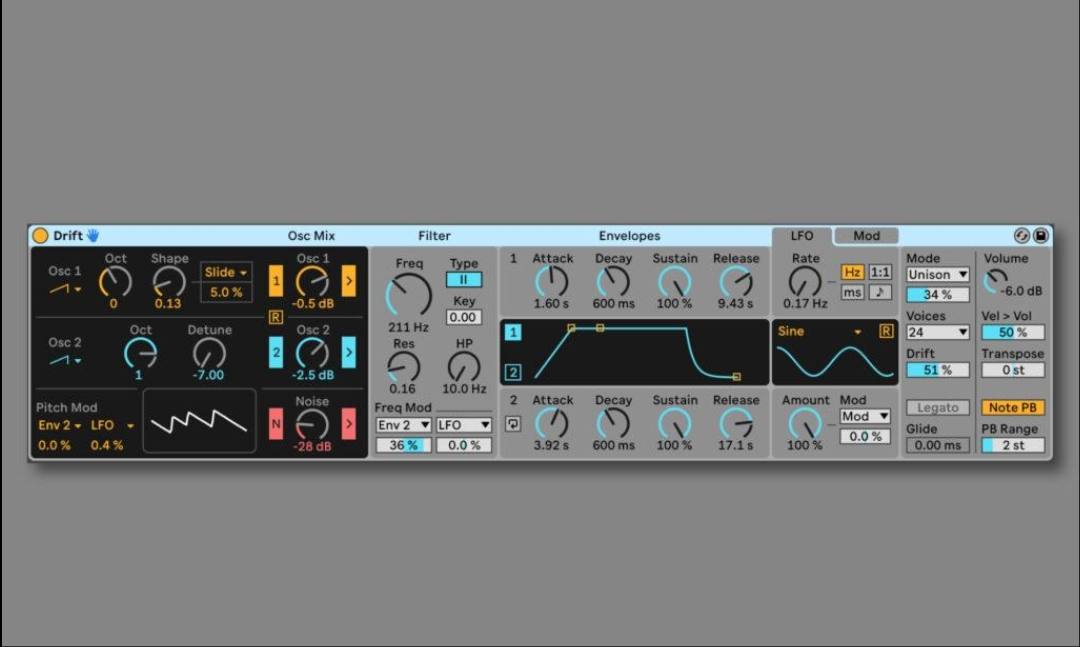 Drift Osc Mix Filter Envelopes LFO Mod
Osc 1 Oct Shape Slide Osc 1
0 0.13 5.0 % 1 -0.5 dB
R
Osc 2 Oct Detune Osc 2
1 -7.00 2 -2.5 dB
Pitch Mod Noise
Env 2 LFO N
0.0 % 0.4 % -28 dB
Freq Type
II
Key
211 Hz 0.00
Res HP
0.16 10.0 Hz
Freq Mod
Env 2 LFO
36 % 0.0 %
1 Attack Decay Sustain Release
1.60 s 600 ms 100 % 9.43 s
1
2
2 Attack Decay Sustain Release
3.92 s 600 ms 100 % 17.1 s
Rate Hz 1:1
0.17 Hz ms ♪
Sine R
Amount Mod
Mod
100 % 0.0 %
Mode Volume
Unison
34 % -6.0 dB
Voices Vel > Vol
24 50 %
Drift Transpose
51 % 0 st
Legato Note PB
Glide PB Range
0.00 ms 2 st